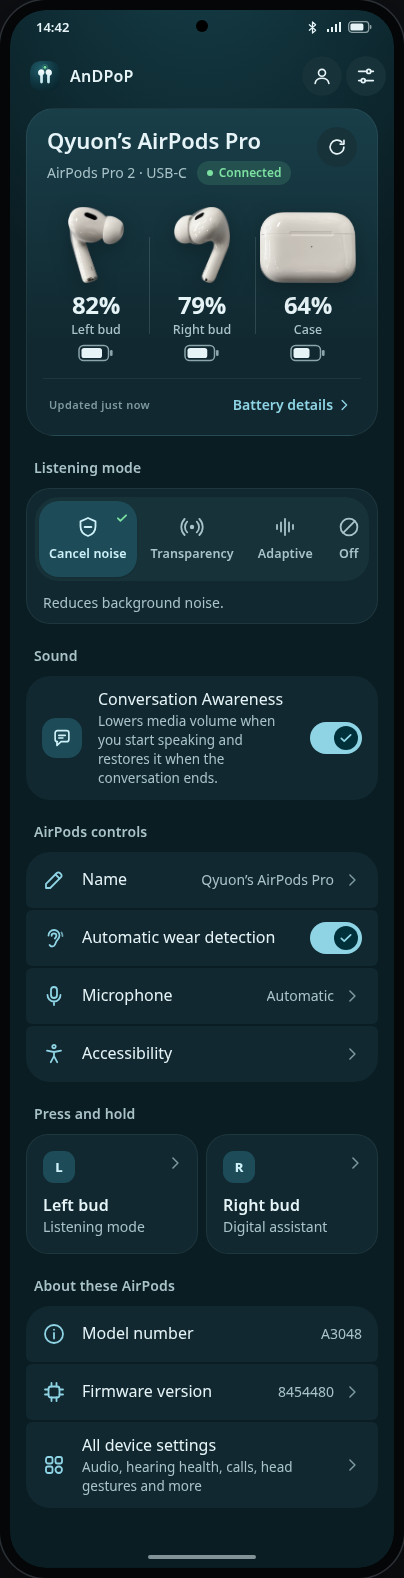 14:42
AnDPoP
Qyuon's AirPods Pro
AirPods Pro 2 · USB-C
Connected
82%
79%
64%
Left bud
Right bud
Case
Updated just now
Battery details
Listening mode
Cancel noise
Transparency
Adaptive
Off
Reduces background noise.
Sound
Conversation Awareness
Lowers media volume when
you start speaking and
restores it when the
conversation ends.
AirPods controls
Name
Qyuon's AirPods Pro
Automatic wear detection
Microphone
Automatic
Accessibility
Press and hold
L
Left bud
Listening mode
R
Right bud
Digital assistant
About these AirPods
Model number
A3048
Firmware version
8454480
All device settings
Audio, hearing health, calls, head
gestures and more